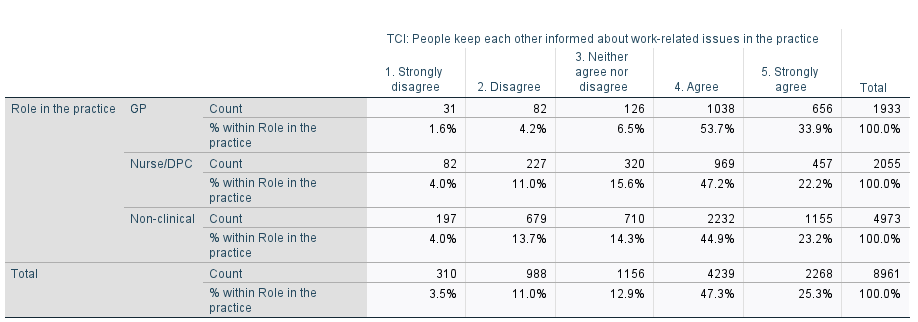 TCI: People keep each other informed about work-related issues in the practice
1. Strongly disagree 2. Disagree 3. Neither agree nor disagree 4. Agree 5. Strongly agree Total
Role in the practice GP Count 31 82 126 1038 656 1933
% within Role in the practice 1.6% 4.2% 6.5% 53.7% 33.9% 100.0%
Nurse/DPC Count 82 227 320 969 457 2055
% within Role in the practice 4.0% 11.0% 15.6% 47.2% 22.2% 100.0%
Non-clinical Count 197 679 710 2232 1155 4973
% within Role in the practice 4.0% 13.7% 14.3% 44.9% 23.2% 100.0%
Total Count 310 988 1156 4239 2268 8961
% within Role in the practice 3.5% 11.0% 12.9% 47.3% 25.3% 100.0%